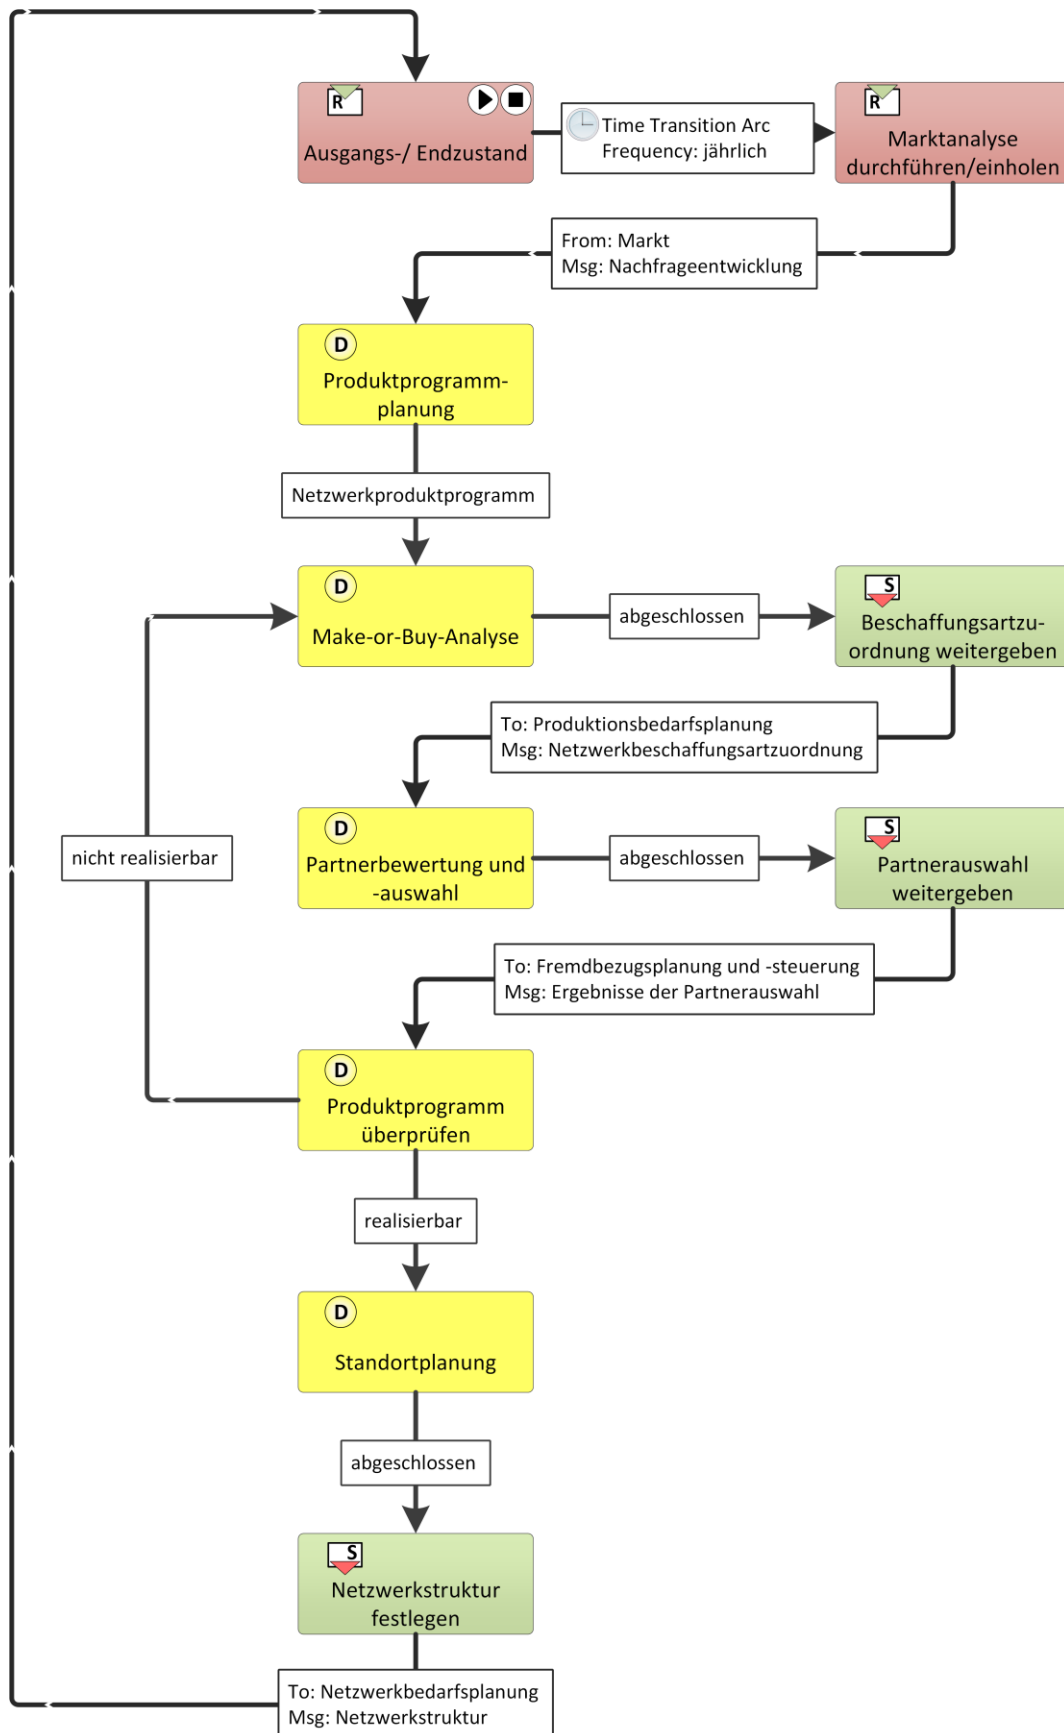 R
Ausgangs-/ Endzustand
Time Transition Arc
Frequency: jährlich
R
Marktanalyse
durchführen/einholen
From: Markt
Msg: Nachfrageentwicklung
D
Produktprogramm-
planung
Netzwerkproduktprogramm
D
Make-or-Buy-Analyse
abgeschlossen
S
Beschaffungsartzu-
ordnung weitergeben
To: Produktionsbedarfsplanung
Msg: Netzwerkbeschaffungsartzuordnung
nicht realisierbar
D
Partnerbewertung und
-auswahl
abgeschlossen
S
Partnerauswahl
weitergeben
To: Fremdbezugsplanung und -steuerung
Msg: Ergebnisse der Partnerauswahl
D
Produktprogramm
überprüfen
realisierbar
D
Standortplanung
abgeschlossen
S
Netzwerkstruktur
festlegen
To: Netzwerkbedarfsplanung
Msg: Netzwerkstruktur